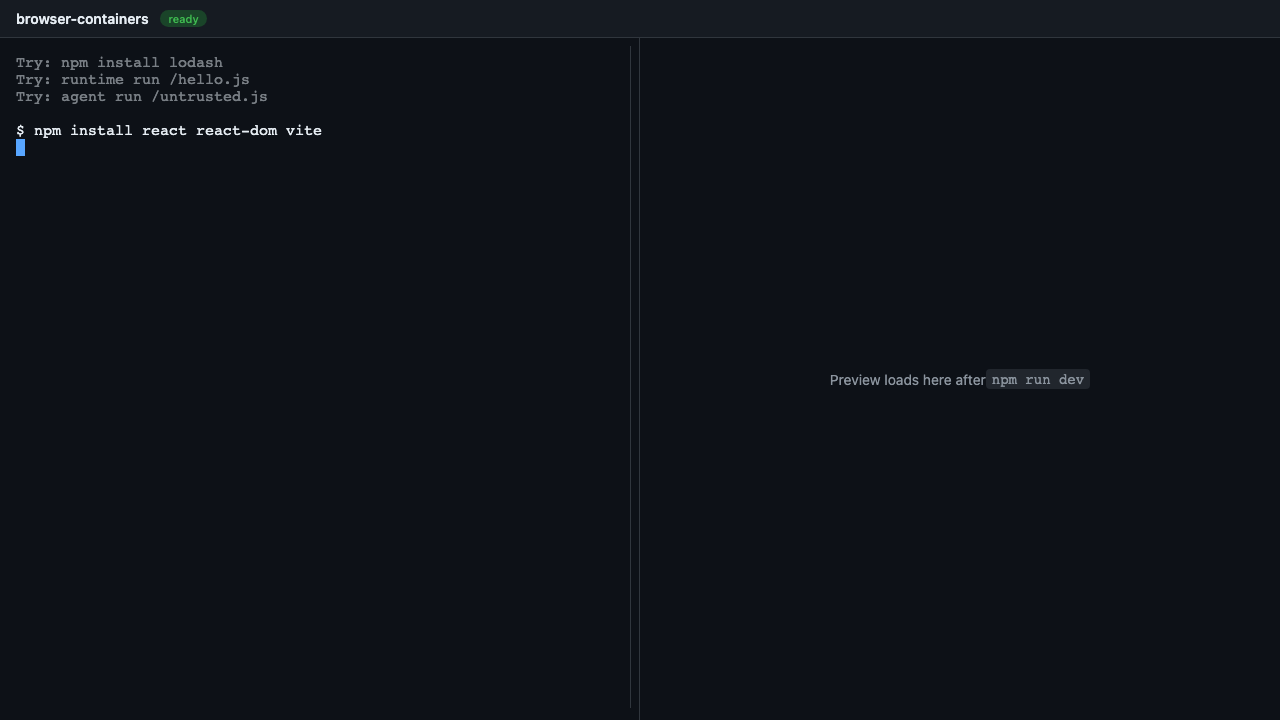 browser-containers ready
Try: npm install lodash
Try: runtime run /hello.js
Try: agent run /untrusted.js
$ npm install react react-dom vite
Preview loads here after npm run dev